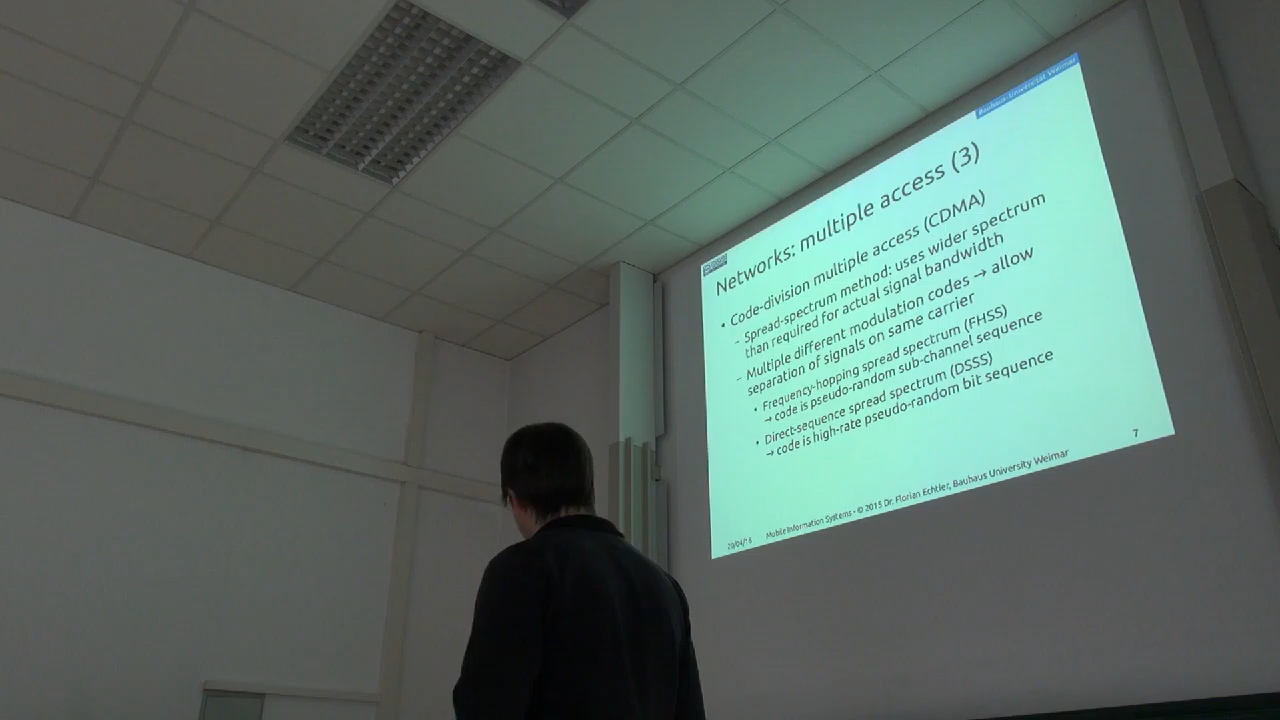 Bauhaus-Universität Weimar
Networks: multiple access (3)
• Code-division multiple access (CDMA)
– Spread-spectrum method: uses wider spectrum
than required for actual signal bandwidth
– Multiple different modulation codes → allow
separation of signals on same carrier
• Frequency-hopping spread spectrum (FHSS)
→ code is pseudo-random sub-channel sequence
• Direct-sequence spread spectrum (DSSS)
→ code is high-rate pseudo-random bit sequence
7
20/04/16 Mobile Information Systems - © 2015 Dr. Florian Echtler, Bauhaus University Weimar